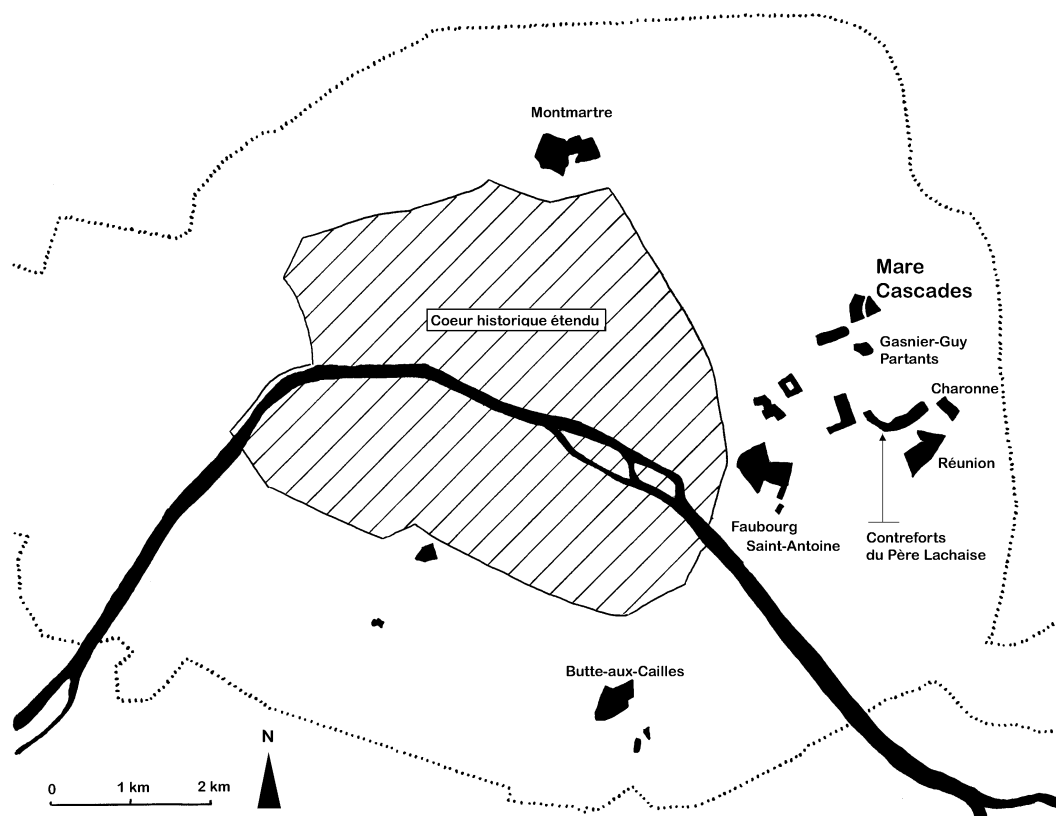 Montmartre
Mare
Cascades
Coeur historique étendu
Gasnier-Guy
Partants
Charonne
Réunion
Faubourg
Saint-Antoine
Contreforts
du Père Lachaise
Butte-aux-Cailles
N
0 1 km 2 km